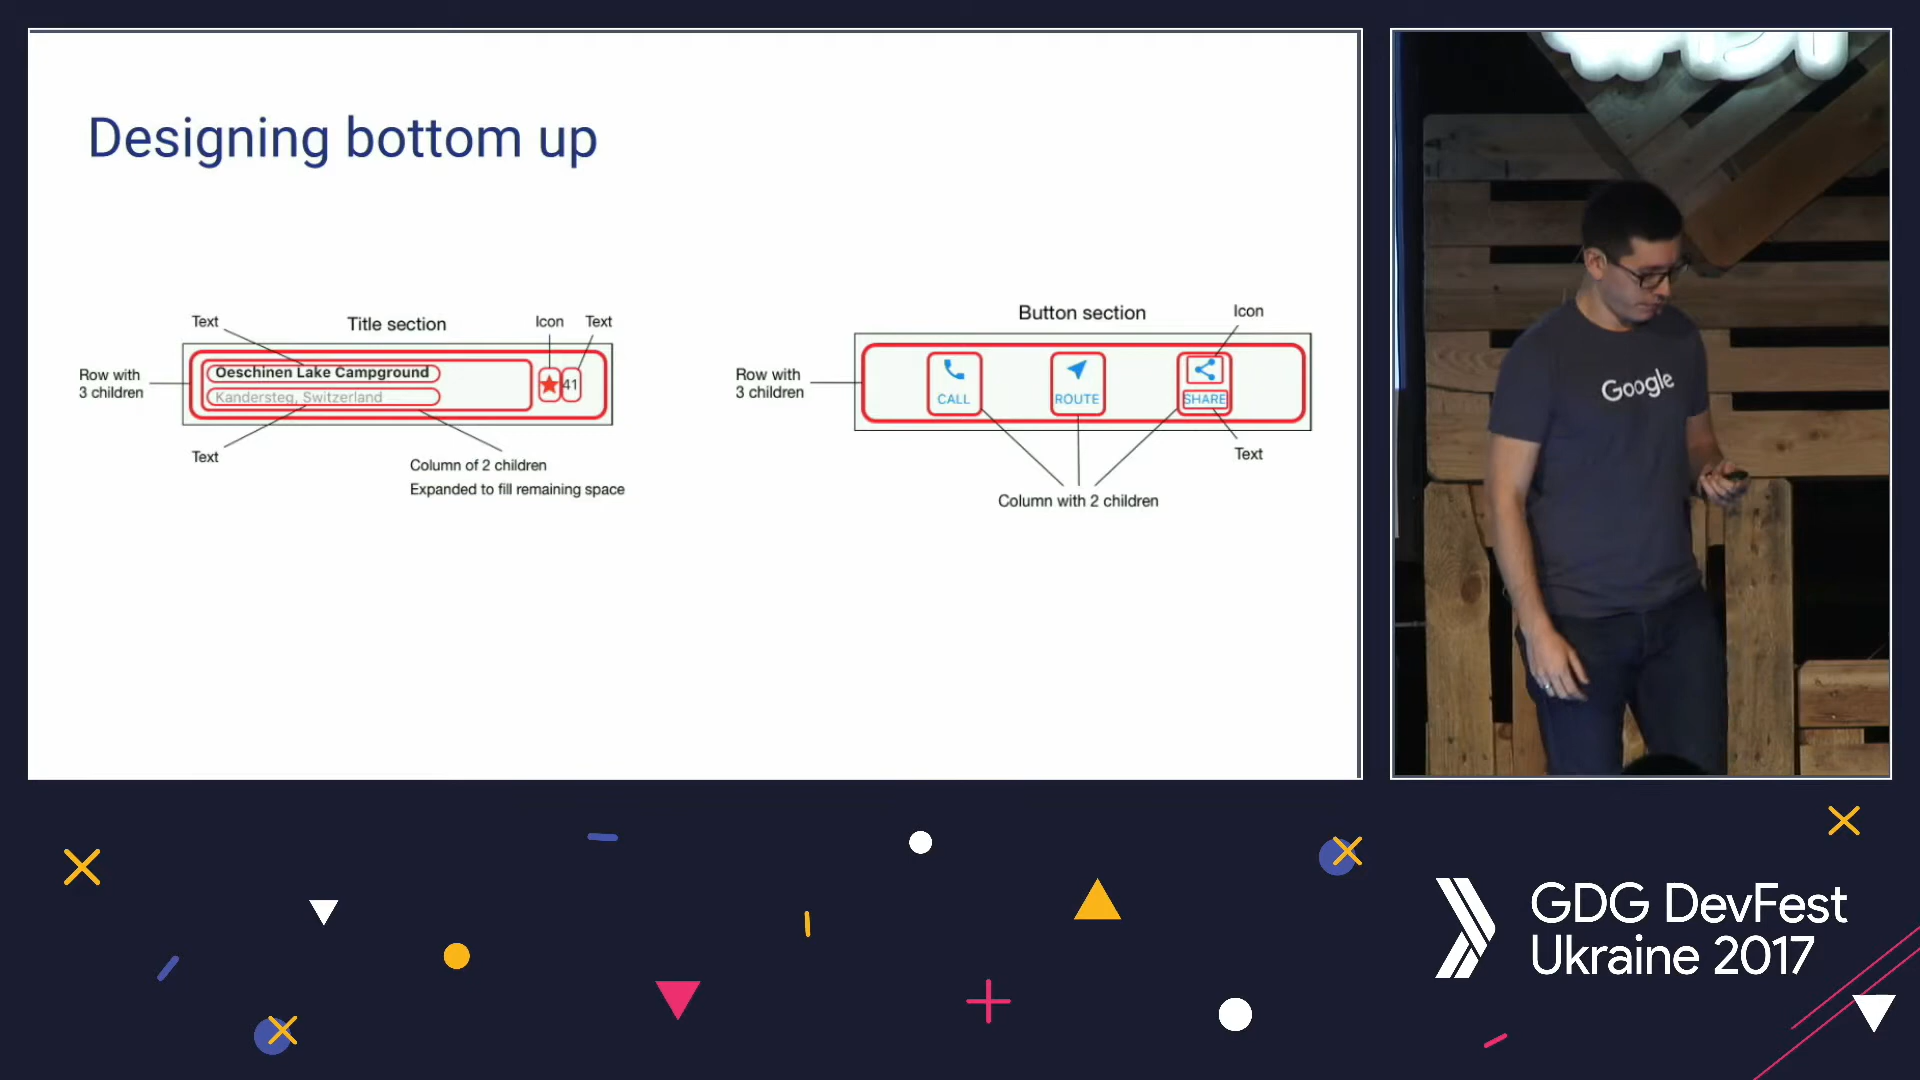 Designing bottom up
Text
Title section
Icon
Text
Row with
3 children
Oeschinen Lake Campground
Kandersteg, Switzerland
41
Text
Column of 2 children
Expanded to fill remaining space
Button section
Icon
Row with
3 children
CALL
ROUTE
SHARE
Text
Column with 2 children
Google
GDG DevFest
Ukraine 2017